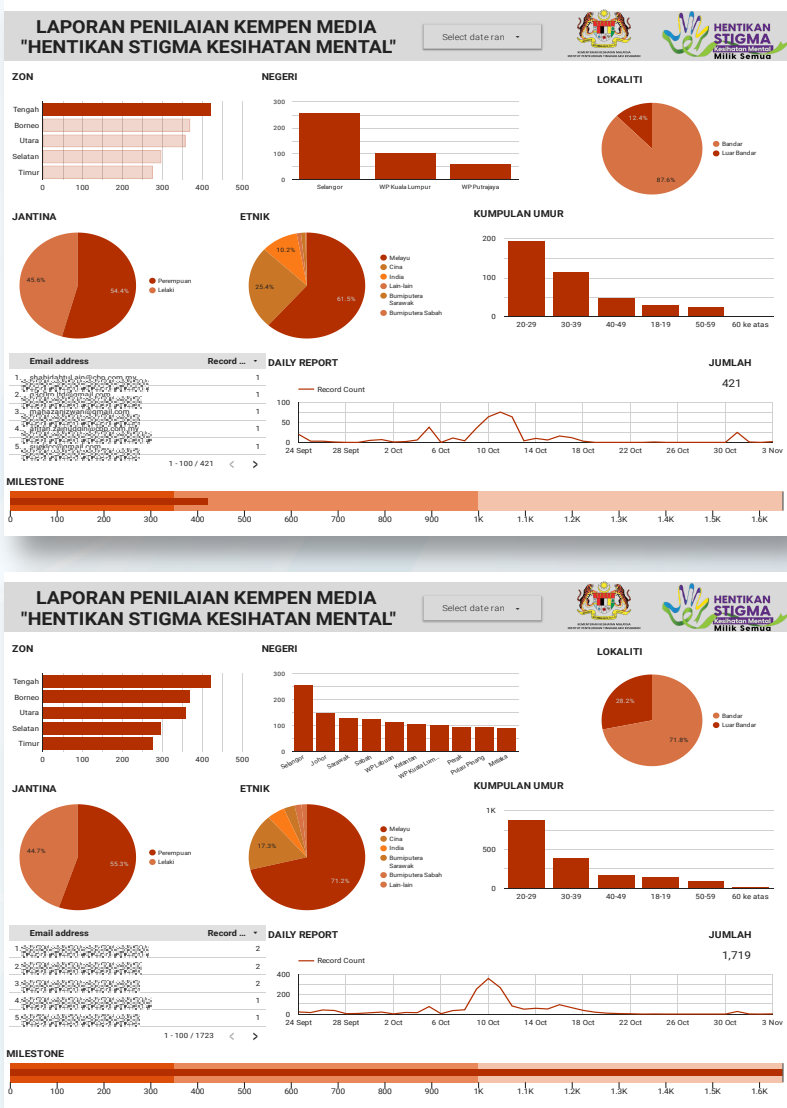 LAPORAN PENILAIAN KEMPEN MEDIA
"HENTIKAN STIGMA KESIHATAN MENTAL"
Select date ran
HENTIKAN
STIGMA
Kesihatan Mental
Milik Semua
ZON
Tengah
Borneo
Utara
Selatan
Timur
0 100 200 300 400 500
NEGERI
300
200
100
0
Selangor WP Kuala Lumpur WP Putrajaya
LOKALITI
12.4%
87.6%
Bandar
Luar Bandar
JANTINA
45.6%
54.4%
Perempuan
Lelaki
ETNIK
10.2%
25.4%
61.5%
Melayu
Cina
India
Lain-lain
Bumiputera
Sarawak
Bumiputera Sabah
KUMPULAN UMUR
200
100
0
20-29 30-39 40-49 18-19 50-59 60 ke atas
Email address Record ...
1. 1
2. 1
3. 1
4. 1
5. 1
1 - 100 / 421 < >
DAILY REPORT
Record Count
100
50
0
24 Sept 28 Sept 2 Oct 6 Oct 10 Oct 14 Oct 18 Oct 22 Oct 26 Oct 30 Oct 3 Nov
JUMLAH
421
MILESTONE
0 100 200 300 400 500 600 700 800 900 1K 1.1K 1.2K 1.3K 1.4K 1.5K 1.6K
LAPORAN PENILAIAN KEMPEN MEDIA
"HENTIKAN STIGMA KESIHATAN MENTAL"
Select date ran
HENTIKAN
STIGMA
Kesihatan Mental
Milik Semua
ZON
Tengah
Borneo
Utara
Selatan
Timur
0 100 200 300 400 500
NEGERI
300
200
100
0
Selangor Johor Sarawak Sabah WP Labuan Kelantan WP Kuala Lum... Perak Pulau Pinang Melaka
LOKALITI
28.2%
71.8%
Bandar
Luar Bandar
JANTINA
44.7%
55.3%
Perempuan
Lelaki
ETNIK
17.3%
71.2%
Melayu
Cina
India
Bumiputera
Sarawak
Bumiputera Sabah
Lain-lain
KUMPULAN UMUR
1K
500
0
20-29 30-39 40-49 18-19 50-59 60 ke atas
Email address Record ...
1. 2
2. 2
3. 2
4. 1
5. 1
1 - 100 / 1723 < >
DAILY REPORT
Record Count
400
200
0
24 Sept 28 Sept 2 Oct 6 Oct 10 Oct 14 Oct 18 Oct 22 Oct 26 Oct 30 Oct 3 Nov
JUMLAH
1,719
MILESTONE
0 100 200 300 400 500 600 700 800 900 1K 1.1K 1.2K 1.3K 1.4K 1.5K 1.6K